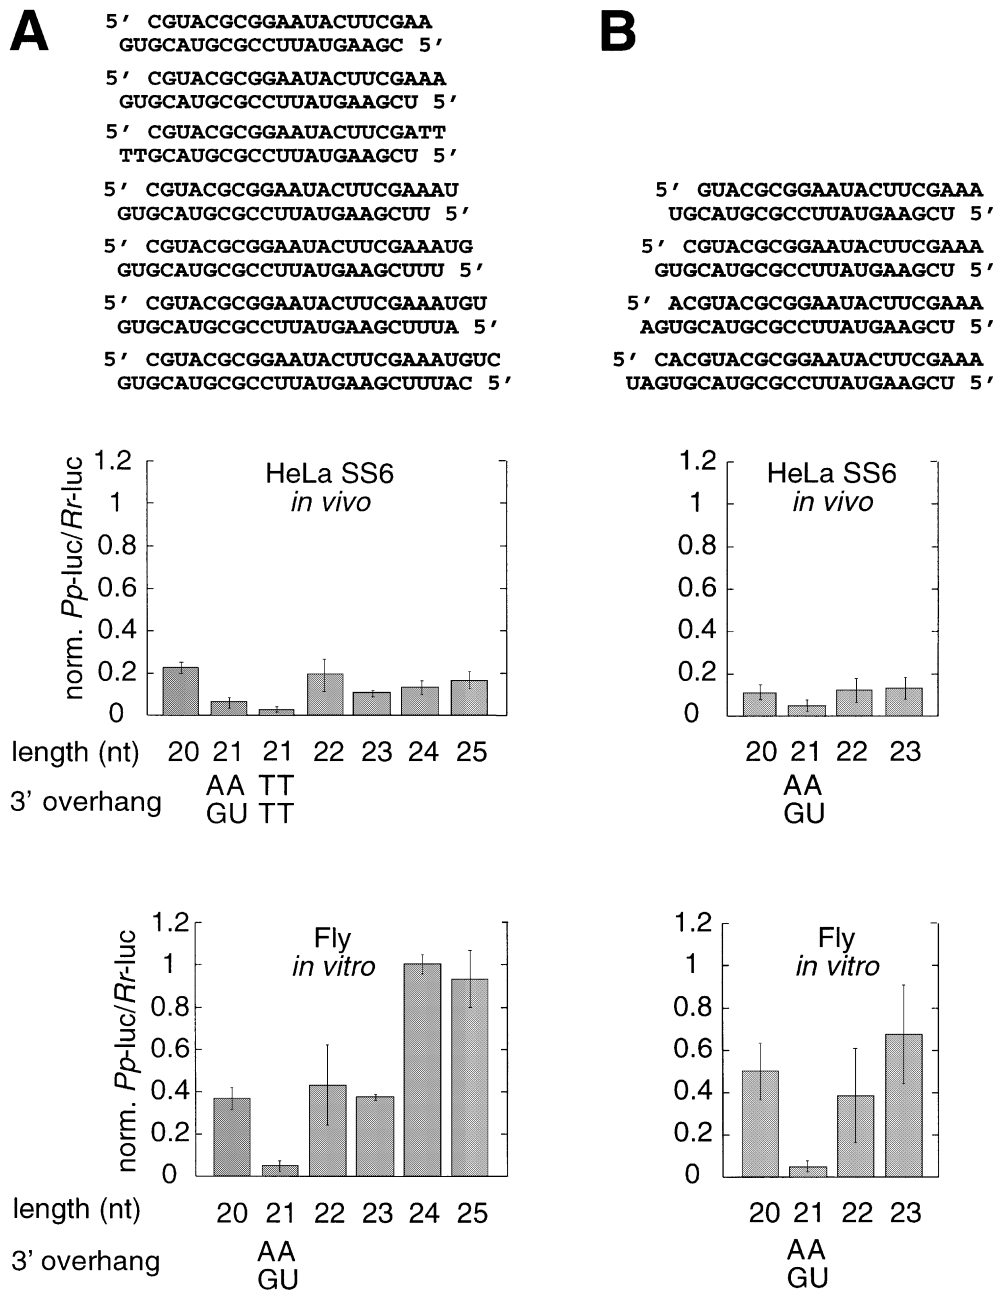 A
5′ CGUACGCGGAAUACUUCGAA
GUGCAUGCGCCUUAUGAAGC 5′
5′ CGUACGCGGAAUACUUCGAAA
GUGCAUGCGCCUUAUGAAGCU 5′
5′ CGUACGCGGAAUACUUCGATT
TTGCAUGCGCCUUAUGAAGCU 5′
5′ CGUACGCGGAAUACUUCGAAAU
GUGCAUGCGCCUUAUGAAGCUU 5′
5′ CGUACGCGGAAUACUUCGAAAUG
GUGCAUGCGCCUUAUGAAGCUUU 5′
5′ CGUACGCGGAAUACUUCGAAAUGU
GUGCAUGCGCCUUAUGAAGCUUUA 5′
5′ CGUACGCGGAAUACUUCGAAAUGUC
GUGCAUGCGCCUUAUGAAGCUUUAC 5′
norm. Pp-luc/Rr-luc
1.2
1
0.8
0.6
0.4
0.2
0
HeLa SS6
in vivo
length (nt) 20 21 21 22 23 24 25
3’ overhang
AA TT
GU TT
norm. Pp-luc/Rr-luc
1.2
1
0.8
0.6
0.4
0.2
0
Fly
in vitro
length (nt) 20 21 22 23 24 25
3’ overhang
AA
GU
B
5′ GUACGCGGAAUACUUCGAAA
UGCAUGCGCCUUAUGAAGCU 5′
5′ CGUACGCGGAAUACUUCGAAA
GUGCAUGCGCCUUAUGAAGCU 5′
5′ ACGUACGCGGAAUACUUCGAAA
AGUGCAUGCGCCUUAUGAAGCU 5′
5′ CACGUACGCGGAAUACUUCGAAA
UAGUGCAUGCGCCUUAUGAAGCU 5′
1.2
1
0.8
0.6
0.4
0.2
0
HeLa SS6
in vivo
20 21 22 23
AA
GU
1.2
1
0.8
0.6
0.4
0.2
0
Fly
in vitro
20 21 22 23
AA
GU